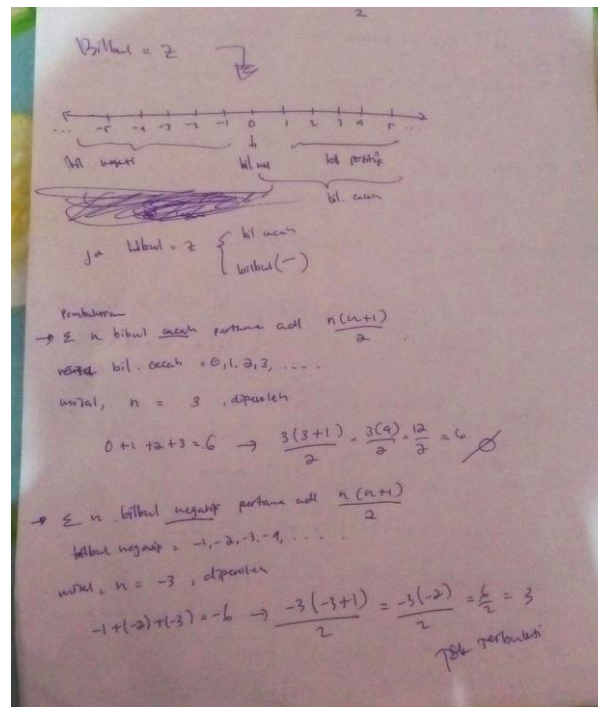 2
Bilbul = Z
... -5 -4 -3 -2 -1 0 1 2 3 4 5 ...
bil negati bil nol bil positif
bil. cacah
ja bilbul = Z { bil cacah
bilbul (-)
Pembuktian
→ Σ n bilbul cacah pertama adl n(n+1)/2
bil. cacah = 0, 1, 2, 3, ....
misal, n = 3, diperoleh
0+1+2+3 = 6 → 3(3+1)/2 = 3(4)/2 = 12/2 = 6
→ Σ n bilbul negatif pertama adl n(n+1)/2
bilbul negatif = -1, -2, -3, -4, .....
misal, n = -3, diperoleh
-1+(-2)+(-3) = -6 → -3(-3+1)/2 = -3(-2)/2 = 6/2 = 3
Tdk terbukti